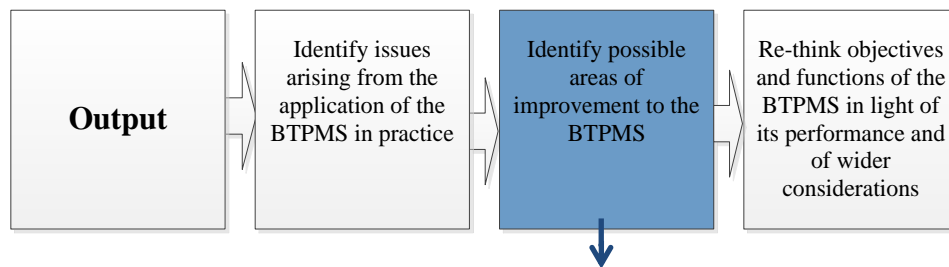 Output
Identify issues
arising from the
application of the
BTPMS in practice
Identify possible
areas of
improvement to the
BTPMS
Re-think objectives
and functions of the
BTPMS in light of
its performance and
of wider
considerations